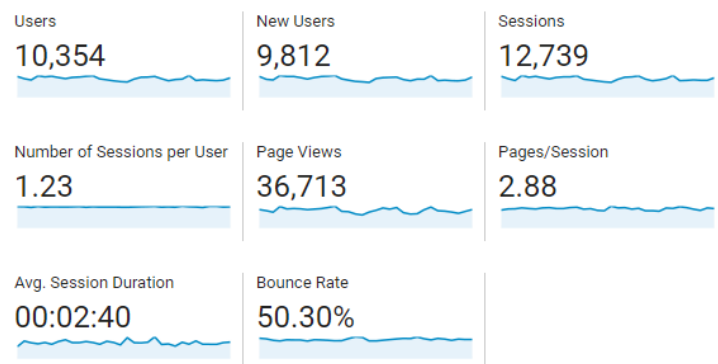 Users
10,354
New Users
9,812
Sessions
12,739
Number of Sessions per User
1.23
Page Views
36,713
Pages/Session
2.88
Avg. Session Duration
00:02:40
Bounce Rate
50.30%